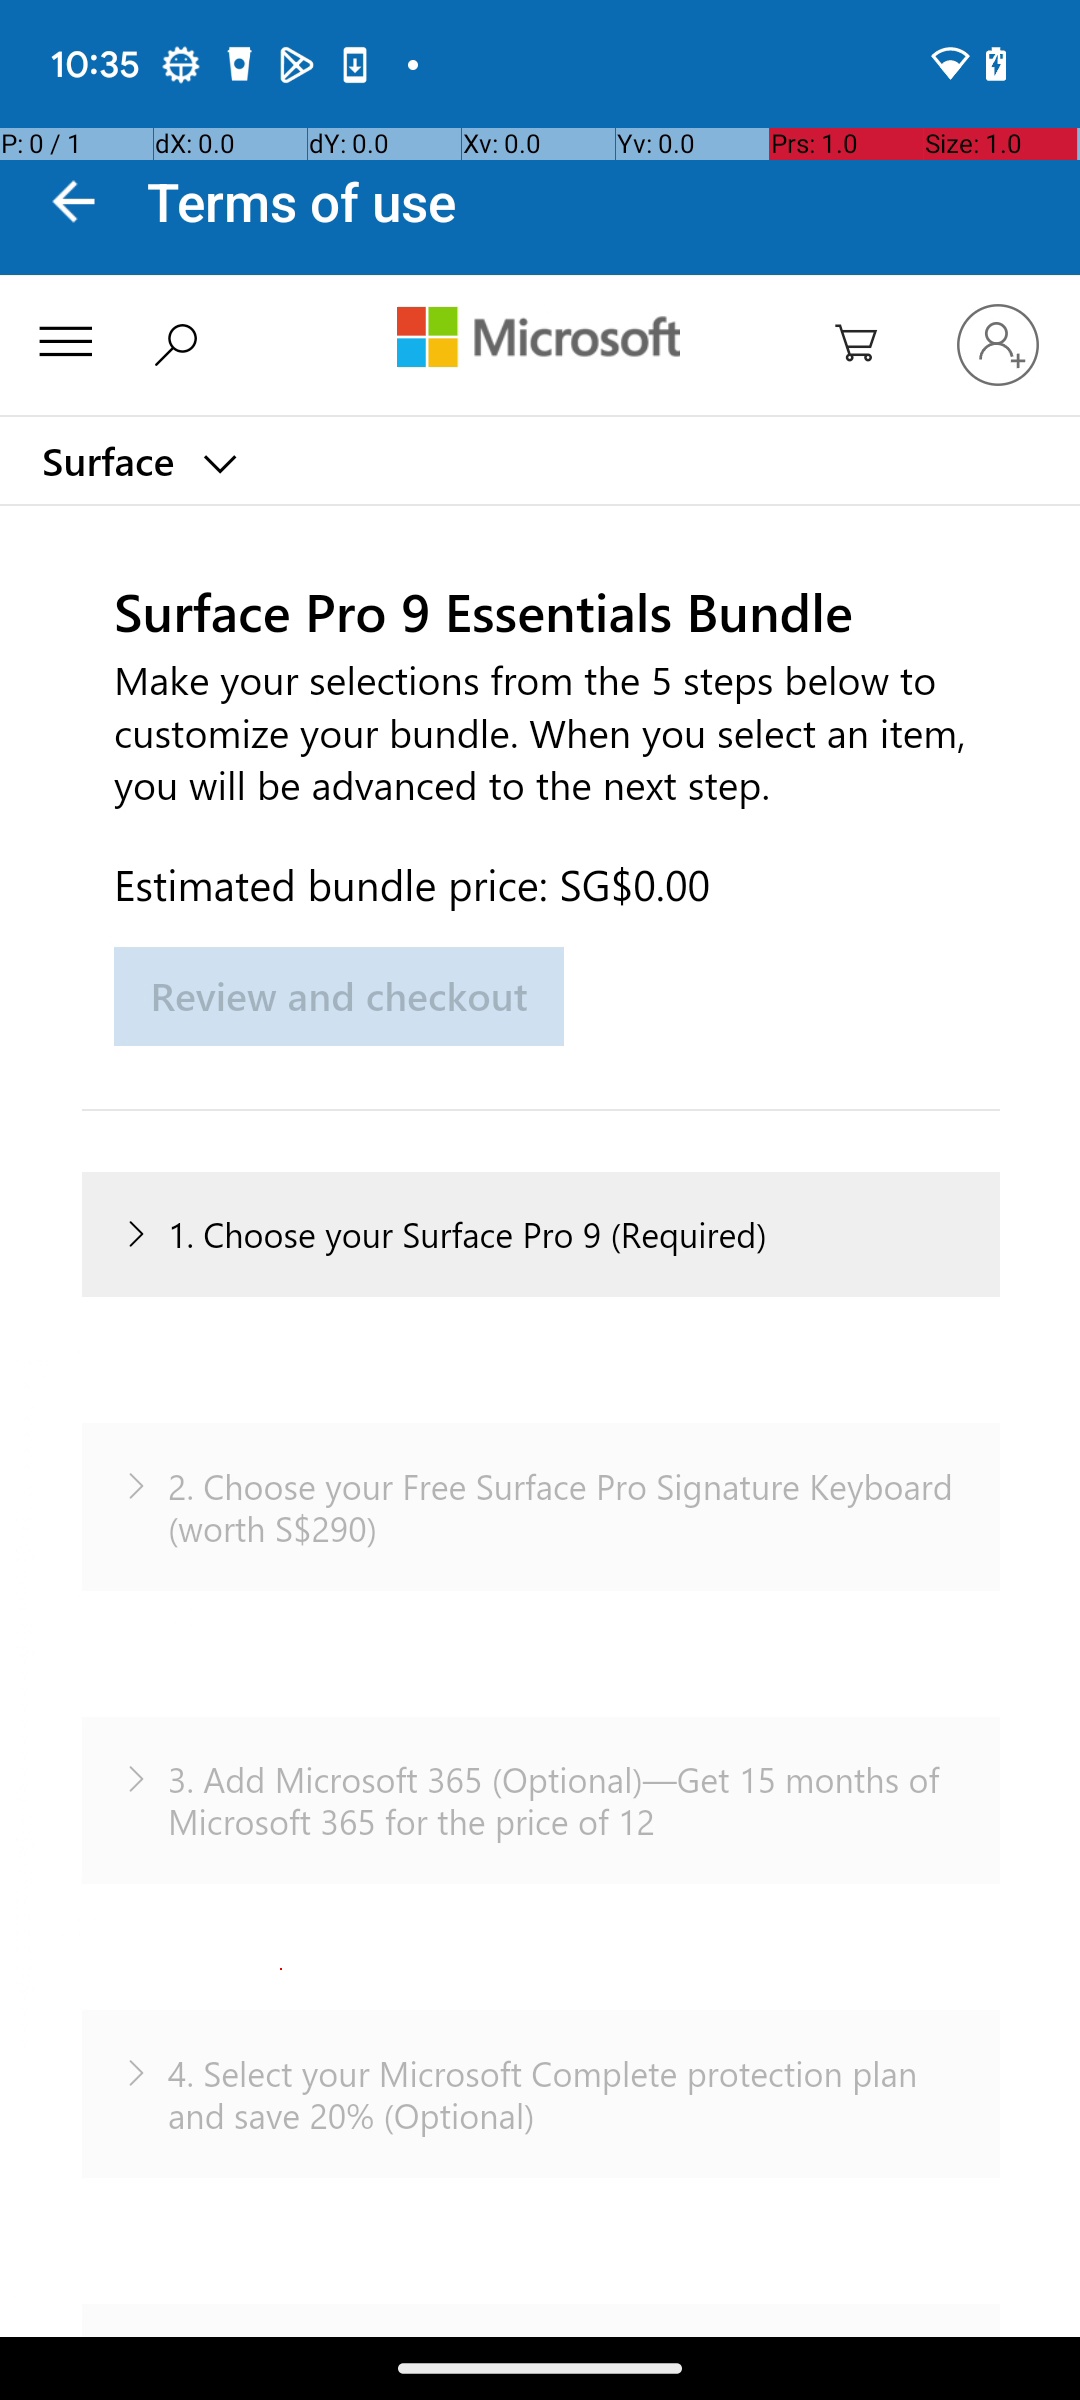 10:35
P: 0 / 1 dX: 0.0 dY: 0.0 Xv: 0.0 Yv: 0.0 Prs: 1.0 Size: 1.0
Terms of use
Microsoft
Surface
Surface Pro 9 Essentials Bundle
Make your selections from the 5 steps below to
customize your bundle. When you select an item,
you will be advanced to the next step.
Estimated bundle price: SG$0.00
Review and checkout
1. Choose your Surface Pro 9 (Required)
2. Choose your Free Surface Pro Signature Keyboard
(worth S$290)
3. Add Microsoft 365 (Optional)—Get 15 months of
Microsoft 365 for the price of 12
4. Select your Microsoft Complete protection plan
and save 20% (Optional)